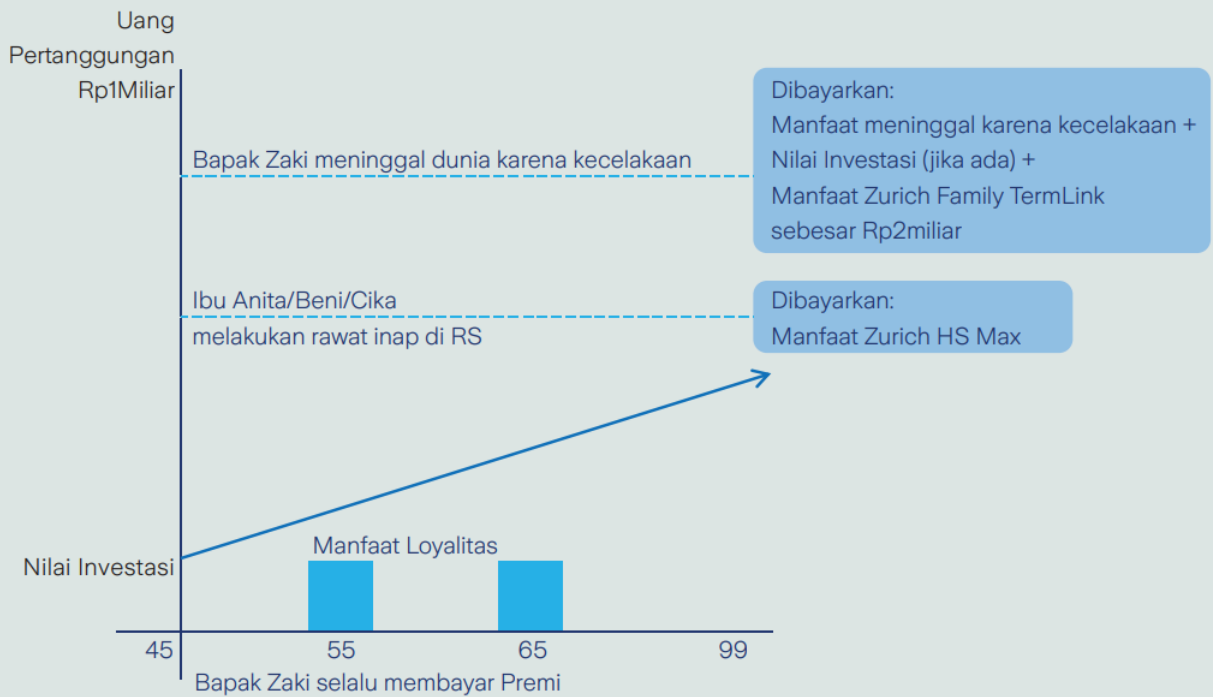 Uang
Pertanggungan
Rp1Miliar
Bapak Zaki meninggal dunia karena kecelakaan
Dibayarkan:
Manfaat meninggal karena kecelakaan +
Nilai Investasi (jika ada) +
Manfaat Zurich Family TermLink
sebesar Rp2miliar
Ibu Anita/Beni/Cika
melakukan rawat inap di RS
Dibayarkan:
Manfaat Zurich HS Max
Manfaat Loyalitas
Nilai Investasi
45
55
65
99
Bapak Zaki selalu membayar Premi